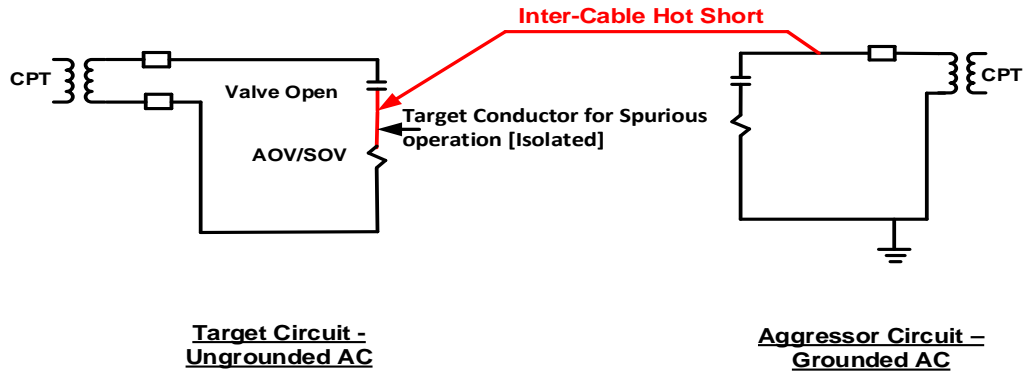 Inter-Cable Hot Short
CPT
Valve Open
Target Conductor for Spurious
operation [Isolated]
AOV/SOV
CPT
Target Circuit -
Ungrounded AC
Aggressor Circuit –
Grounded AC